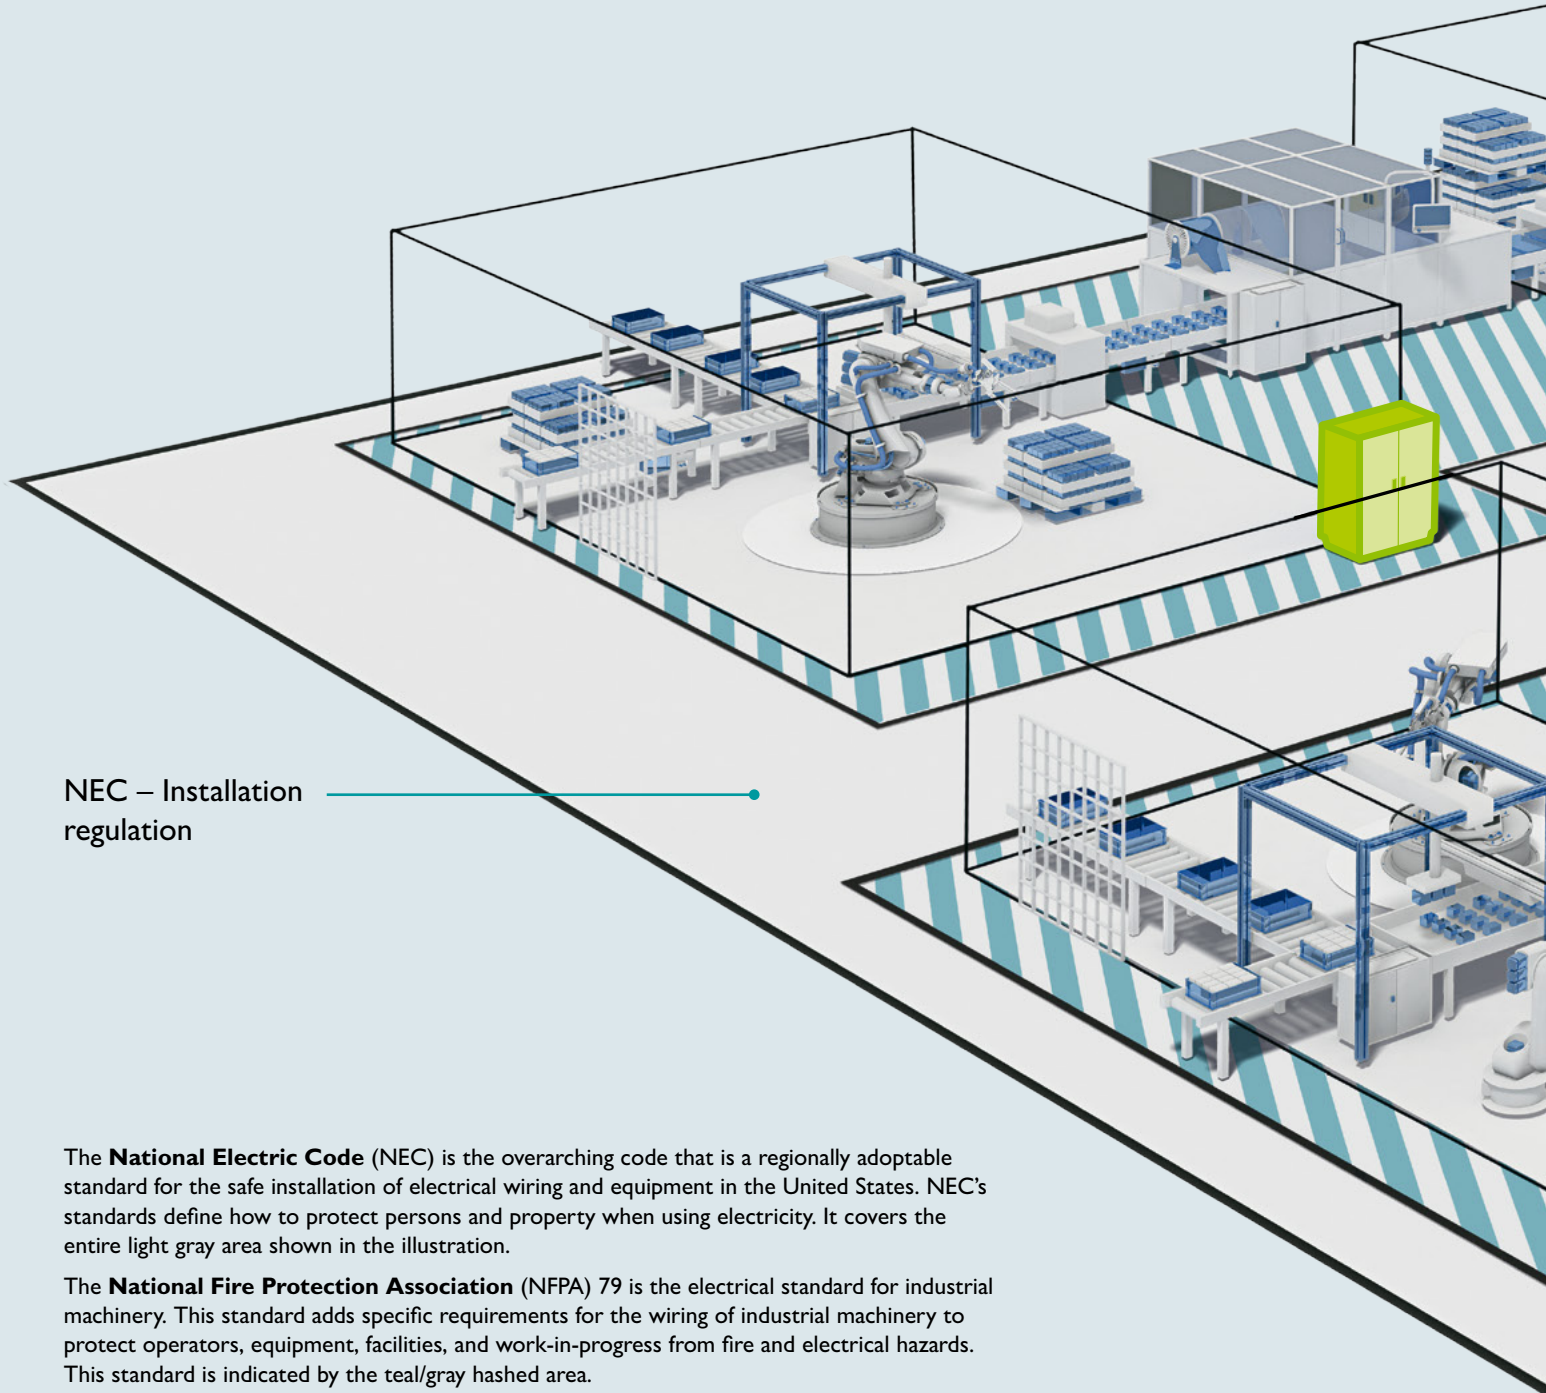 NEC – Installation
regulation
The National Electric Code (NEC) is the overarching code that is a regionally adoptable
standard for the safe installation of electrical wiring and equipment in the United States. NEC’s
standards define how to protect persons and property when using electricity. It covers the
entire light gray area shown in the illustration.
The National Fire Protection Association (NFPA) 79 is the electrical standard for industrial
machinery. This standard adds specific requirements for the wiring of industrial machinery to
protect operators, equipment, facilities, and work-in-progress from fire and electrical hazards.
This standard is indicated by the teal/gray hashed area.